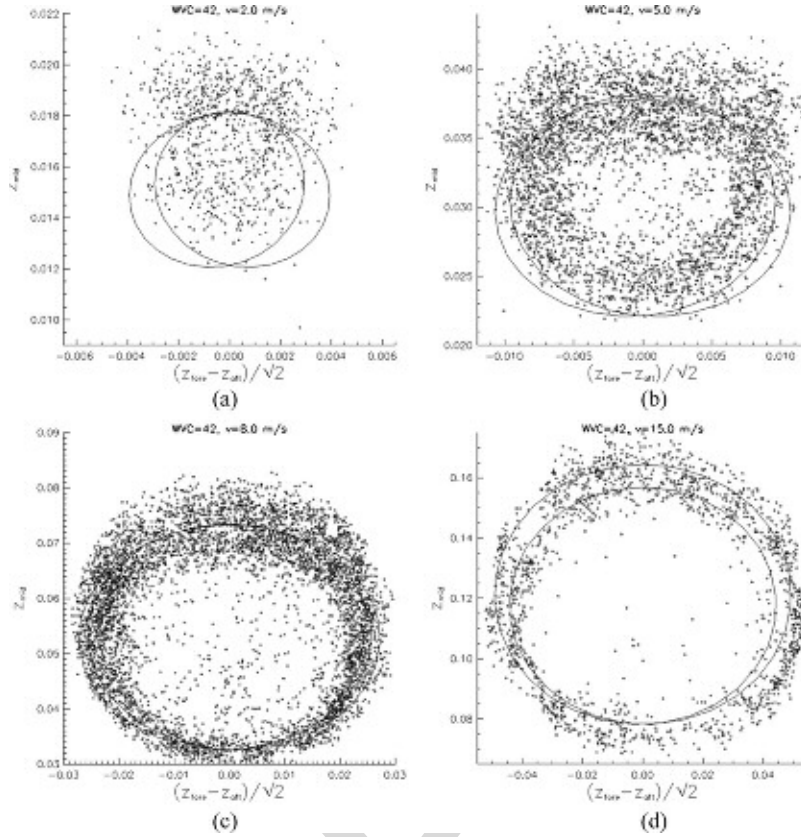 WVC=42, v=2.0 m/s
0.022
0.020
0.018
0.016
0.014
0.012
0.010
z_mid
-0.006 -0.004 -0.002 0.000 0.002 0.004 0.006
(z_fore−z_aft)/√2
(a)
WVC=42, v=5.0 m/s
0.040
0.035
0.030
0.025
0.020
z_mid
-0.010 -0.005 0.000 0.005 0.010
(z_fore−z_aft)/√2
(b)
WVC=42, v=8.0 m/s
0.09
0.08
0.07
0.06
0.05
0.04
0.03
z_mid
-0.03 -0.02 -0.01 0.00 0.01 0.02 0.03
(z_fore−z_aft)/√2
(c)
WVC=42, v=15.0 m/s
0.16
0.14
0.12
0.10
0.08
z_mid
-0.04 -0.02 0.00 0.02 0.04
(z_fore−z_aft)/√2
(d)